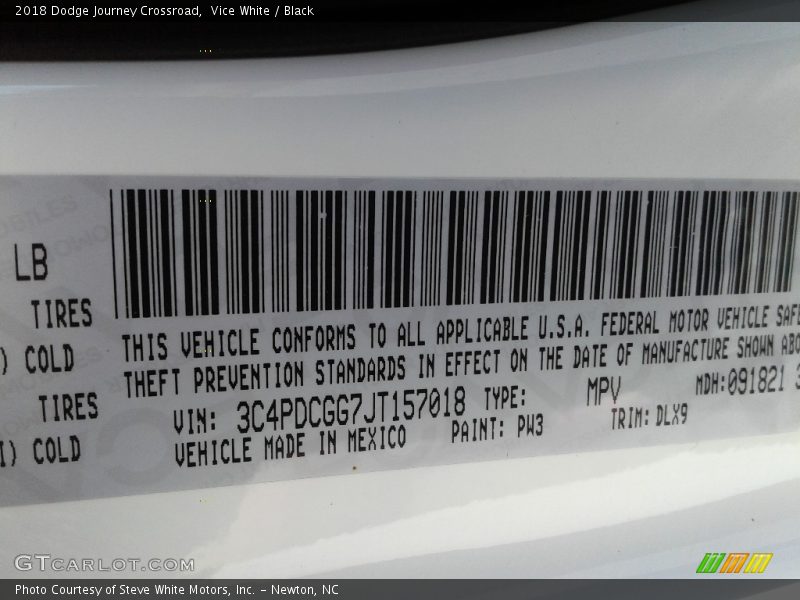 2018 Dodge Journey Crossroad,  Vice White / Black
LB
TIRES
) COLD
TIRES
I) COLD
THIS VEHICLE CONFORMS TO ALL APPLICABLE U.S.A. FEDERAL MOTOR VEHICLE SAFE
THEFT PREVENTION STANDARDS IN EFFECT ON THE DATE OF MANUFACTURE SHOWN ABO
VIN: 3C4PDCGG7JT157018 TYPE: MPV MDH:091821 3
VEHICLE MADE IN MEXICO PAINT: PW3 TRIM: DLX9
GTCARLOT.COM
Photo Courtesy of Steve White Motors, Inc. – Newton, NC